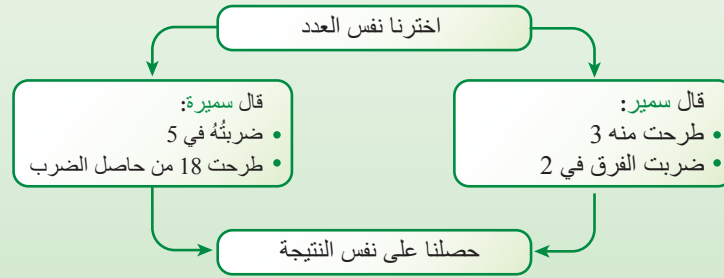 اخترنا نفس العدد
قال سمير:
• طرحت منه 3
• ضربت الفرق في 2
قال سميرة:
• ضربتُهُ في 5
• طرحت 18 من حاصل الضرب
حصلنا على نفس النتيجة